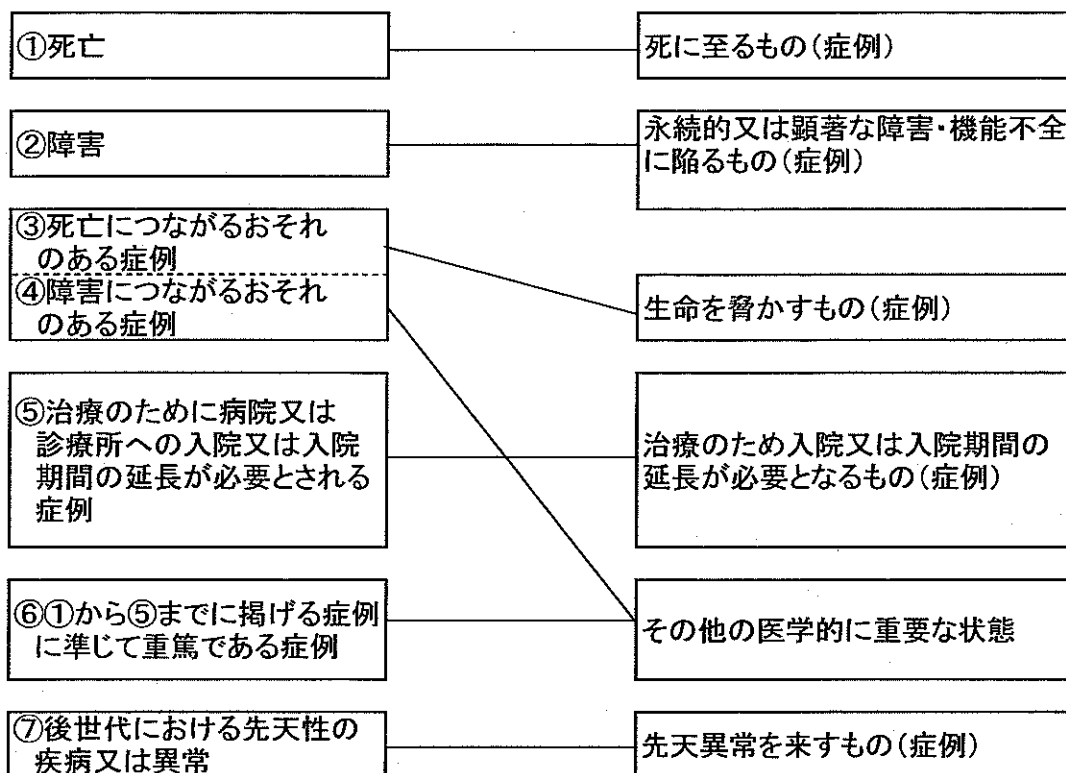 ①死亡
死に至るもの(症例)
②障害
永続的又は顕著な障害・機能不全
に陥るもの(症例)
③死亡につながるおそれ
のある症例
④障害につながるおそれ
のある症例
生命を脅かすもの(症例)
⑤治療のために病院又は
診療所への入院又は入院
期間の延長が必要とされる
症例
治療のため入院又は入院期間の
延長が必要となるもの(症例)
⑥①から⑤までに掲げる症例
に準じて重篤である症例
その他の医学的に重要な状態
⑦後世代における先天性の
疾病又は異常
先天異常を来すもの(症例)